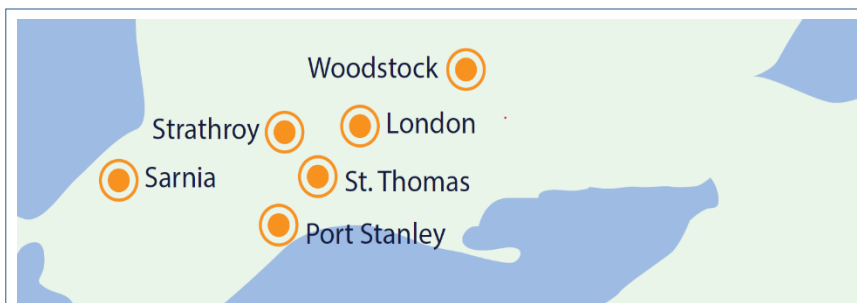 Woodstock
Strathroy
London
Sarnia
St. Thomas
Port Stanley